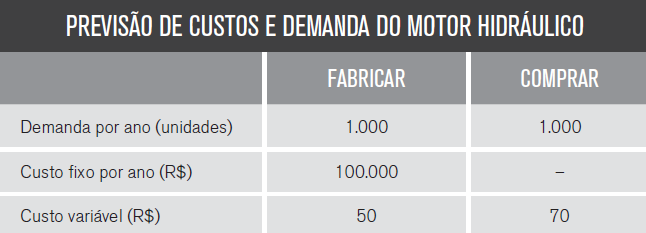 PREVISÃO DE CUSTOS E DEMANDA DO MOTOR HIDRÁULICO
FABRICAR COMPRAR
Demanda por ano (unidades) 1.000 1.000
Custo fixo por ano (R$) 100.000 –
Custo variável (R$) 50 70